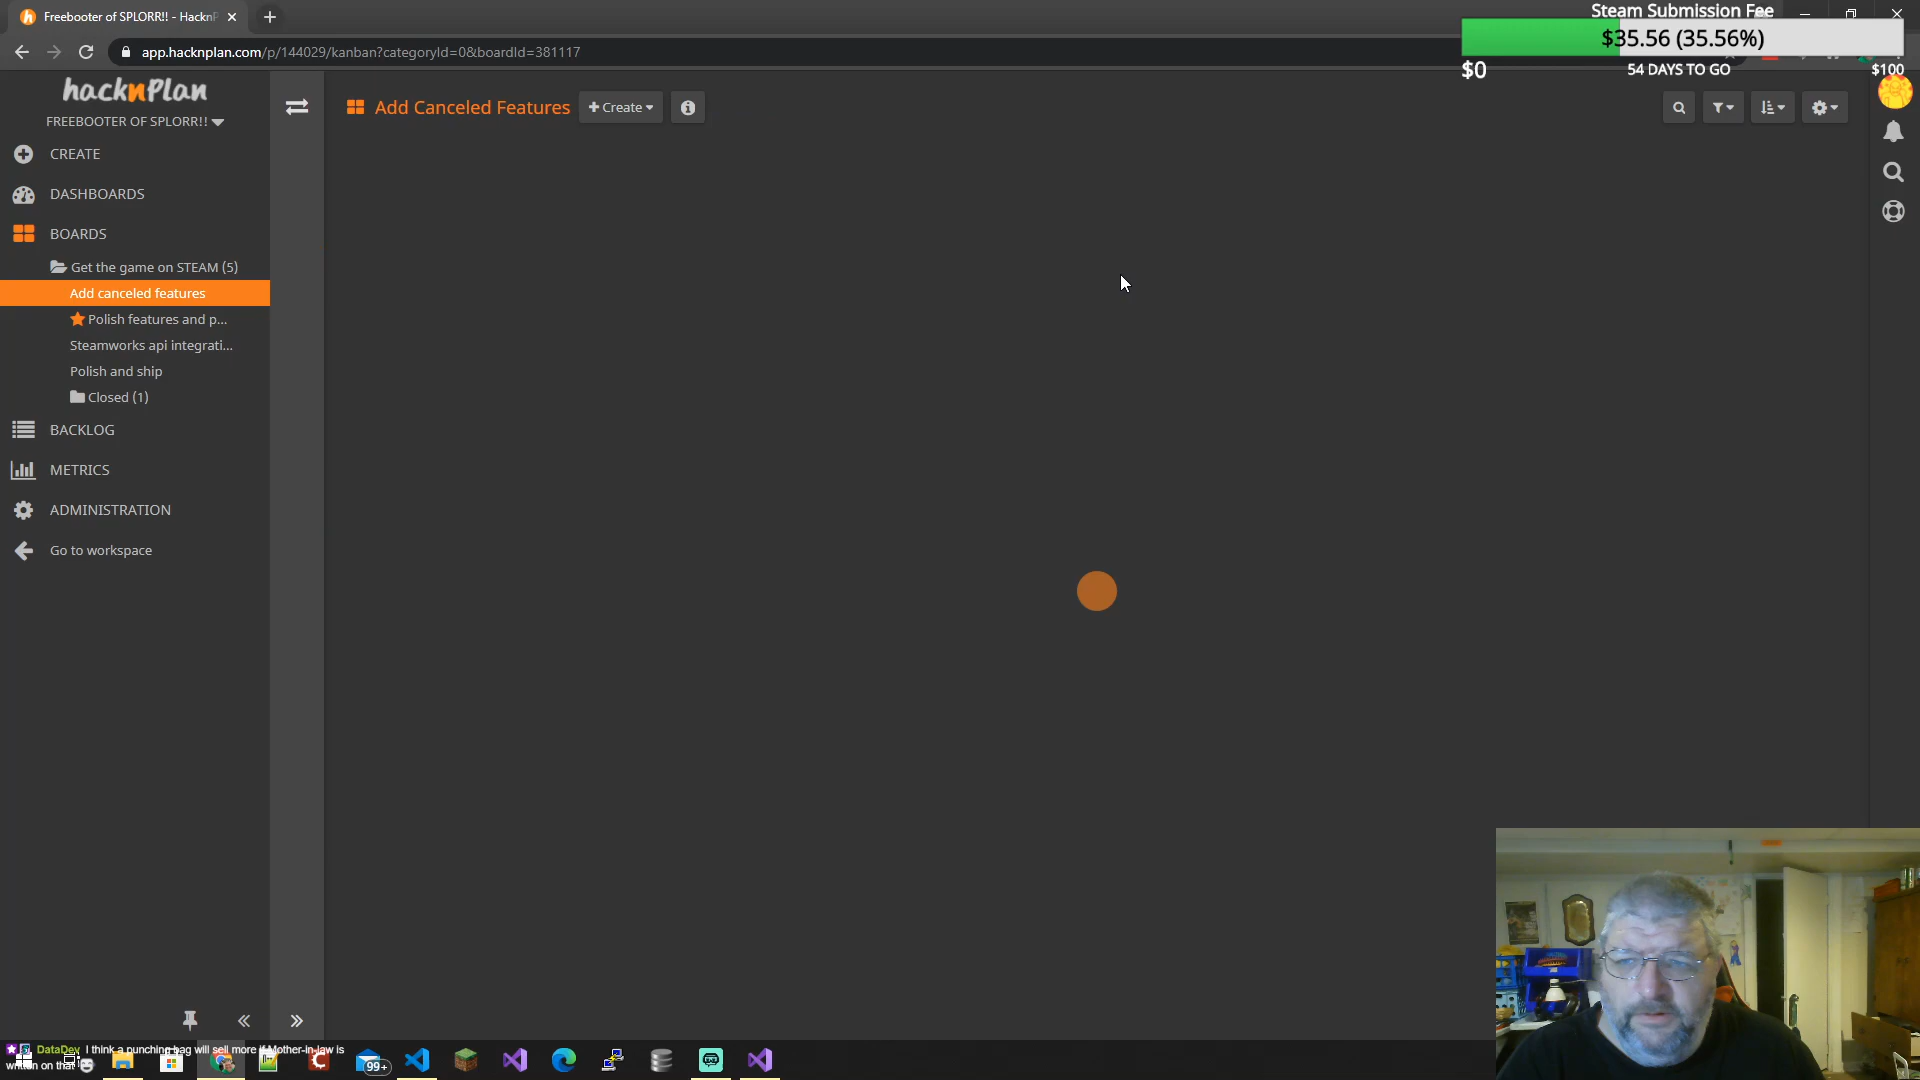 Freebooter of SPLORR!! - HacknP
Steam Submission Fee
app.hacknplan.com/p/144029/kanban?categoryId=0&boardId=381117
$35.56 (35.56%)
$0
54 DAYS TO GO
$100
hacknPlan
FREEBOOTER OF SPLORR!!
Add Canceled Features
+ Create
CREATE
DASHBOARDS
BOARDS
Get the game on STEAM (5)
Add canceled features
Polish features and p...
Steamworks api integrati...
Polish and ship
Closed (1)
BACKLOG
METRICS
ADMINISTRATION
Go to workspace
DataDev I think a punching bag will sell more if Mother-in-law is
written on that
99+